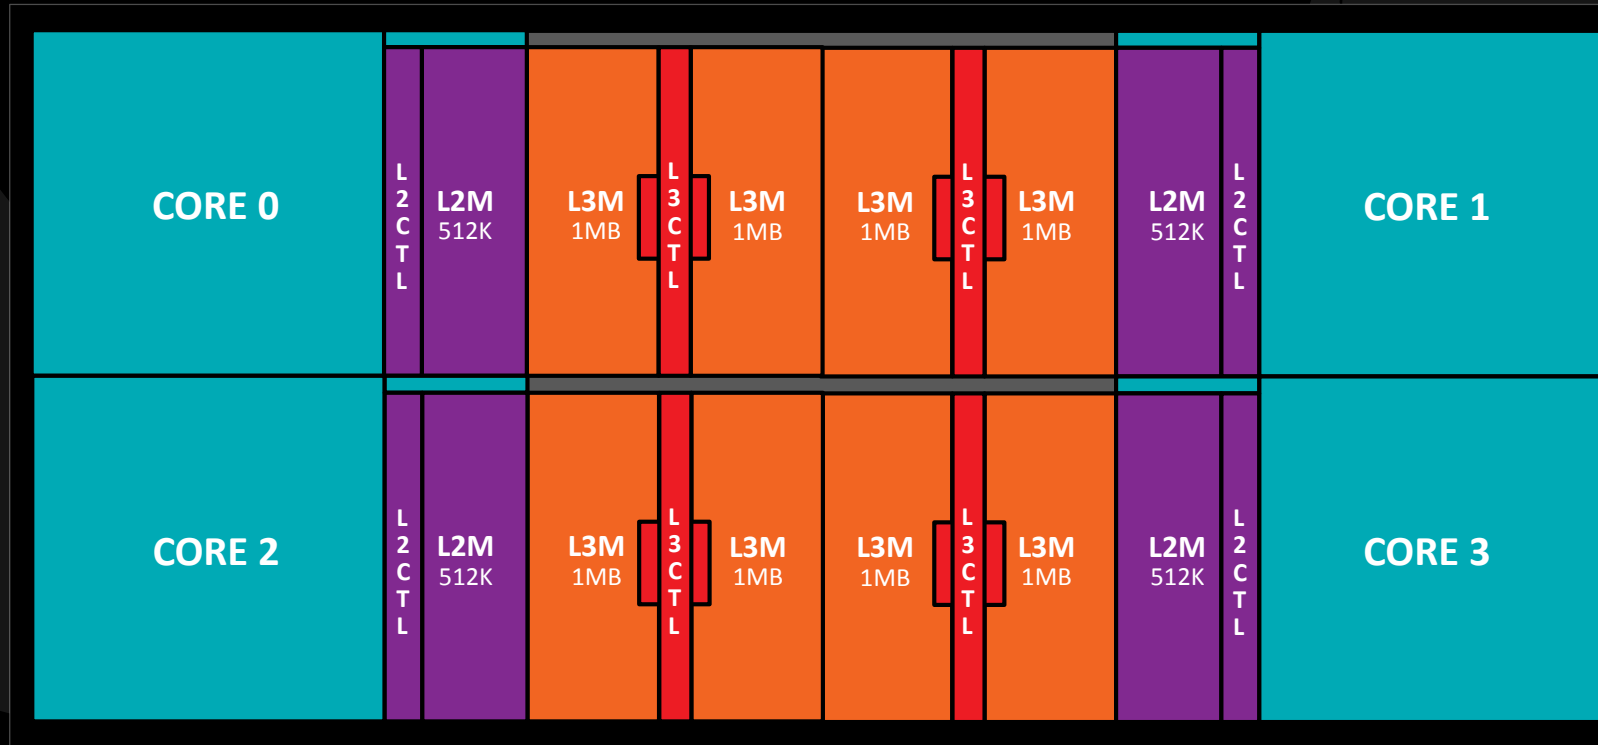 CORE 0
L2CTL
L2M
512K
L3M
1MB
L3CTL
L3M
1MB
L3M
1MB
L3CTL
L3M
1MB
L2M
512K
L2CTL
CORE 1
CORE 2
L2CTL
L2M
512K
L3M
1MB
L3CTL
L3M
1MB
L3M
1MB
L3CTL
L3M
1MB
L2M
512K
L2CTL
CORE 3